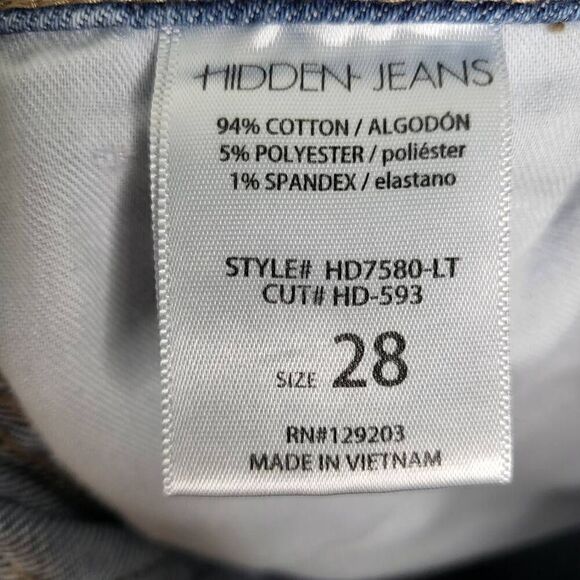 HIDDEN JEANS
94% COTTON / ALGODÓN
5% POLYESTER / poliéster
1% SPANDEX / elastano
STYLE# HD7580-LT
CUT# HD-593
SIZE 28
RN#129203
MADE IN VIETNAM